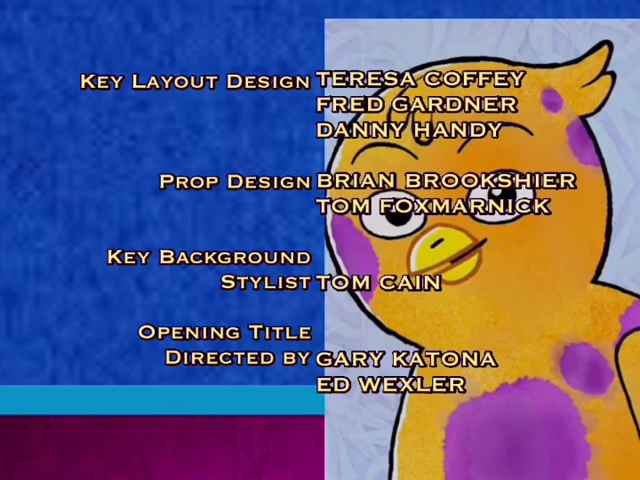 Key Layout Design TERESA COFFEY
FRED GARDNER
DANNY HANDY
Prop Design BRIAN BROOKSHIER
TOM FOXMARNICK
Key Background
Stylist TOM CAIN
Opening Title
Directed by GARY KATONA
ED WEXLER